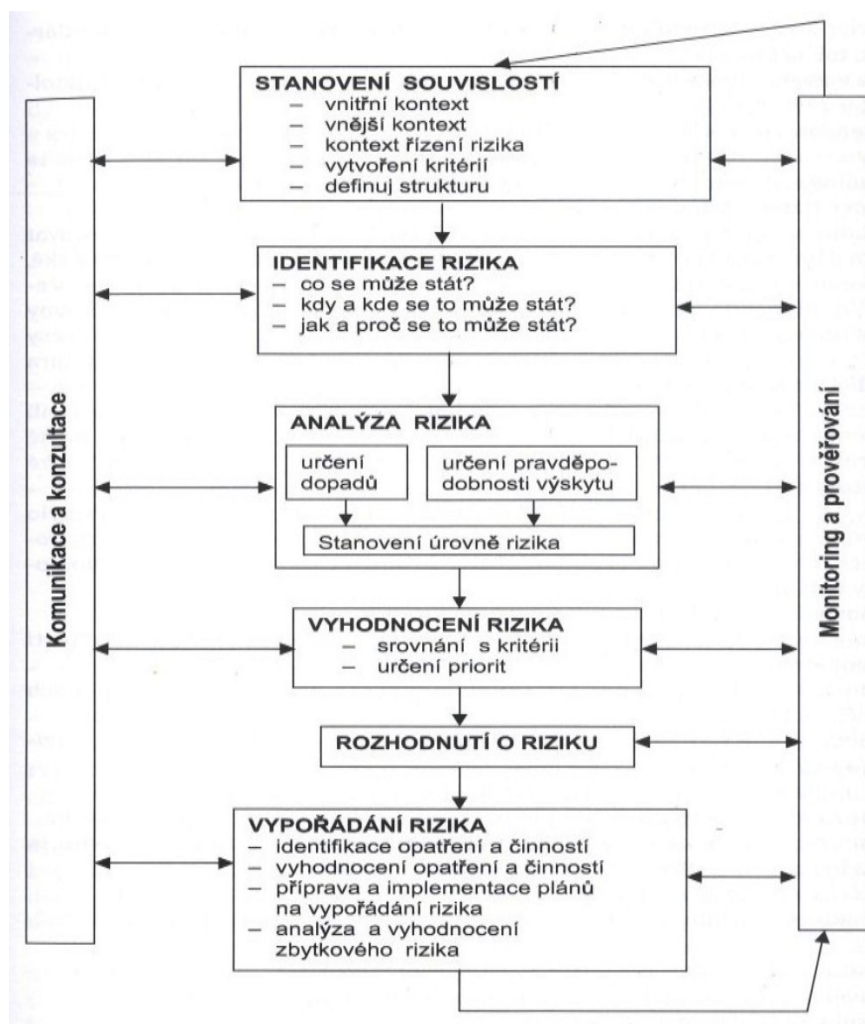 STANOVENÍ SOUVISLOSTÍ
– vnitřní kontext
– vnější kontext
– kontext řízení rizika
– vytvoření kritérií
– definuj strukturu
IDENTIFIKACE RIZIKA
– co se může stát?
– kdy a kde se to může stát?
– jak a proč se to může stát?
ANALÝZA RIZIKA
určení
dopadů
určení pravděpo-
dobnosti výskytu
Stanovení úrovně rizika
VYHODNOCENÍ RIZIKA
– srovnání s kritérii
– určení priorit
ROZHODNUTÍ O RIZIKU
VYPOŘÁDÁNÍ RIZIKA
– identifikace opatření a činností
– vyhodnocení opatření a činností
– příprava a implementace plánů
na vypořádání rizika
– analýza a vyhodnocení
zbytkového rizika
Komunikace a konzultace
Monitoring a prověřování